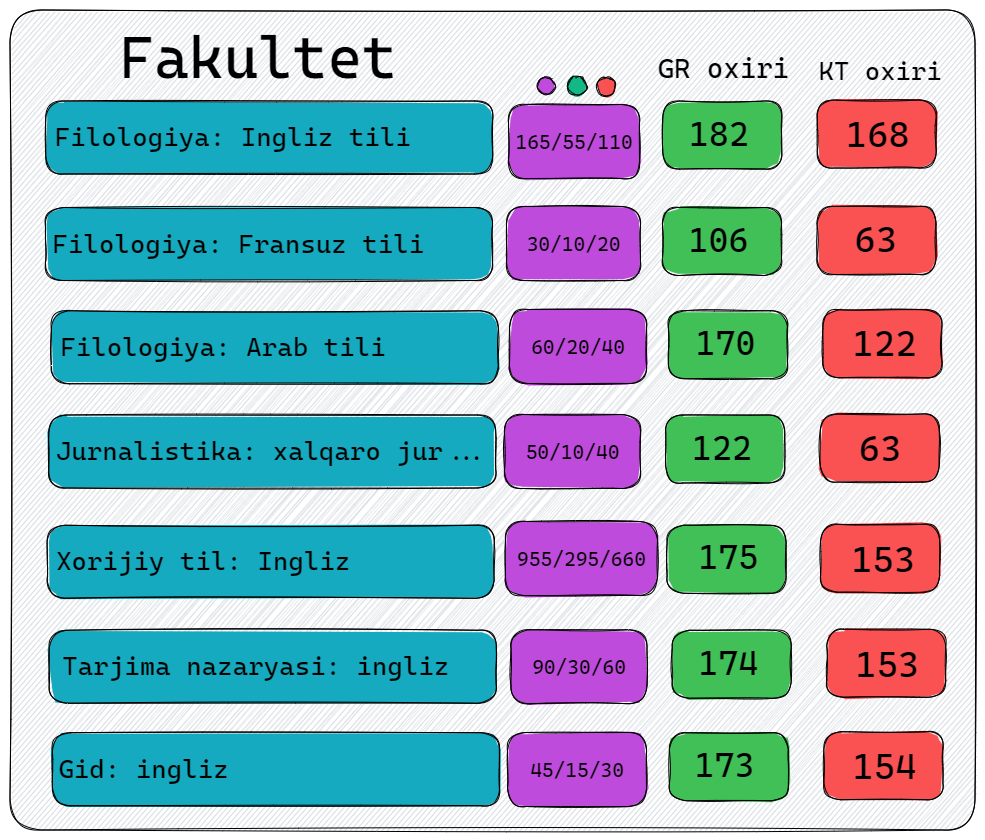 Fakultet GR oxiri KT oxiri
Filologiya: Ingliz tili 165/55/110 182 168
Filologiya: Fransuz tili 30/10/20 106 63
Filologiya: Arab tili 60/20/40 170 122
Jurnalistika: xalqaro jur... 50/10/40 122 63
Xorijiy til: Ingliz 955/295/660 175 153
Tarjima nazaryasi: ingliz 90/30/60 174 153
Gid: ingliz 45/15/30 173 154